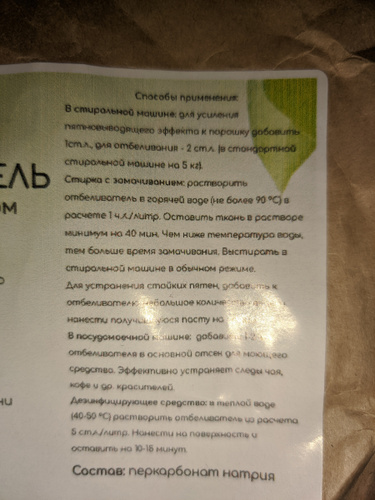 Способы применения:
В стиральной машине: для усиления
пятновыводящего эффекта к порошку добавить
1ст.л., для отбеливания - 2 ст.л. (в стандартной
стиральной машине на 5 кг).
ЕЛЬ
Стирка с замачиванием: растворить
отбеливатель в горячей воде (не более 90 °С) в
ОМ
расчете 1 ч.л./литр. Оставить ткань в растворе
минимум на 40 мин. Чем ниже температура воды,
тем больше время замачивания. Выстирать в
стиральной машине в обычном режиме.
Для устранения стойких пятен, добавить к
отбеливателю небольшое
нанести пасту на
В посудомоечной машине:
отбеливателя в основной отсек для моющего
средства. Эффективно устраняет следы чая,
кофе и др. красителей.
Дезинфицирующее средство: в теплой воде
(40-50 °С) растворить отбеливатель из расчета
5 ст.л./литр. Нанести на поверхность и
оставить на 10-15 минут.
Состав: перкарбонат натрия